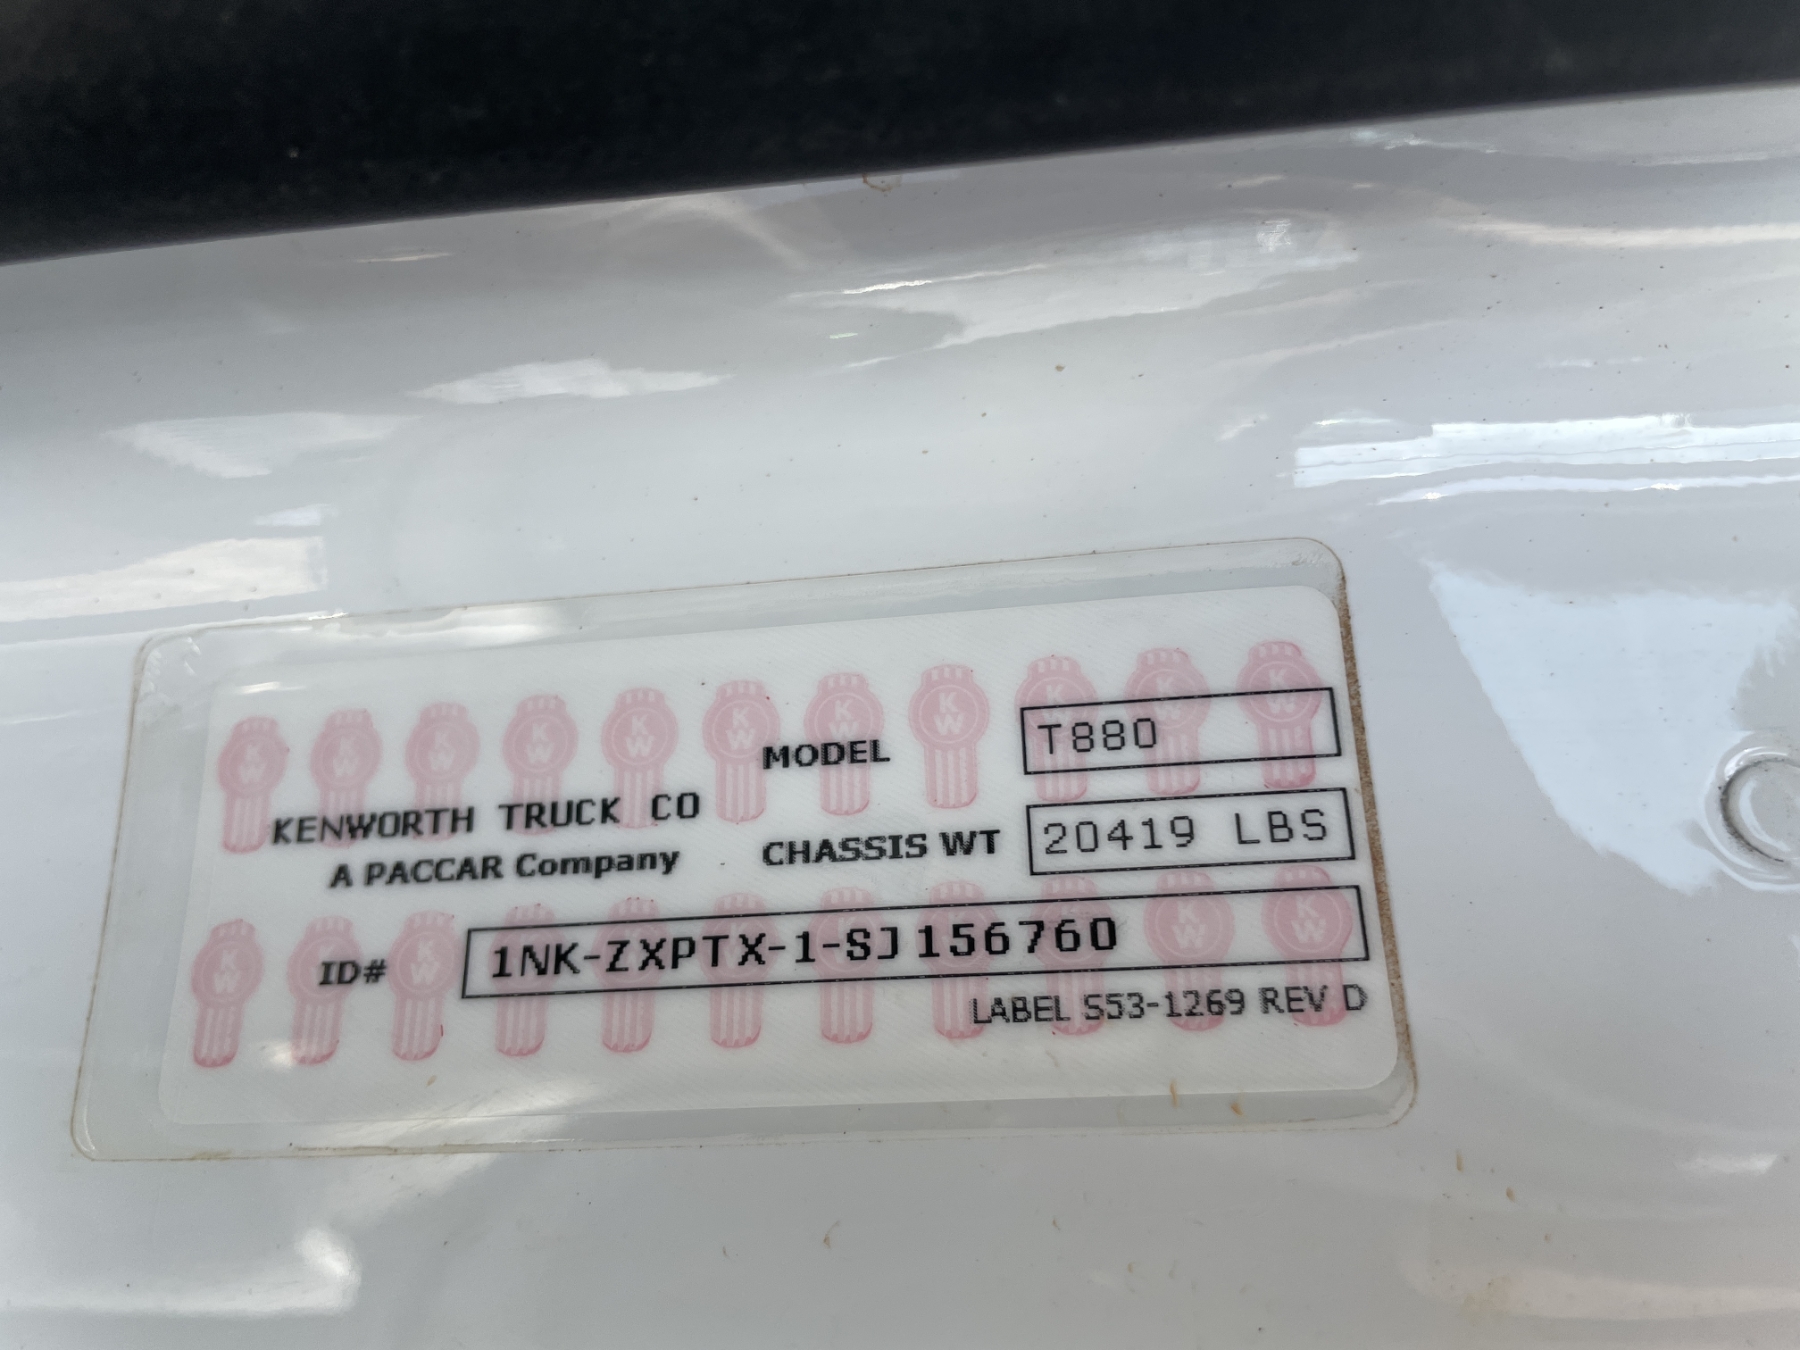 MODEL T880
KENWORTH TRUCK CO
A PACCAR Company
CHASSIS WT 20419 LBS
ID# 1NK-ZXPTX-1-SJ156760
LABEL S53-1269 REV D